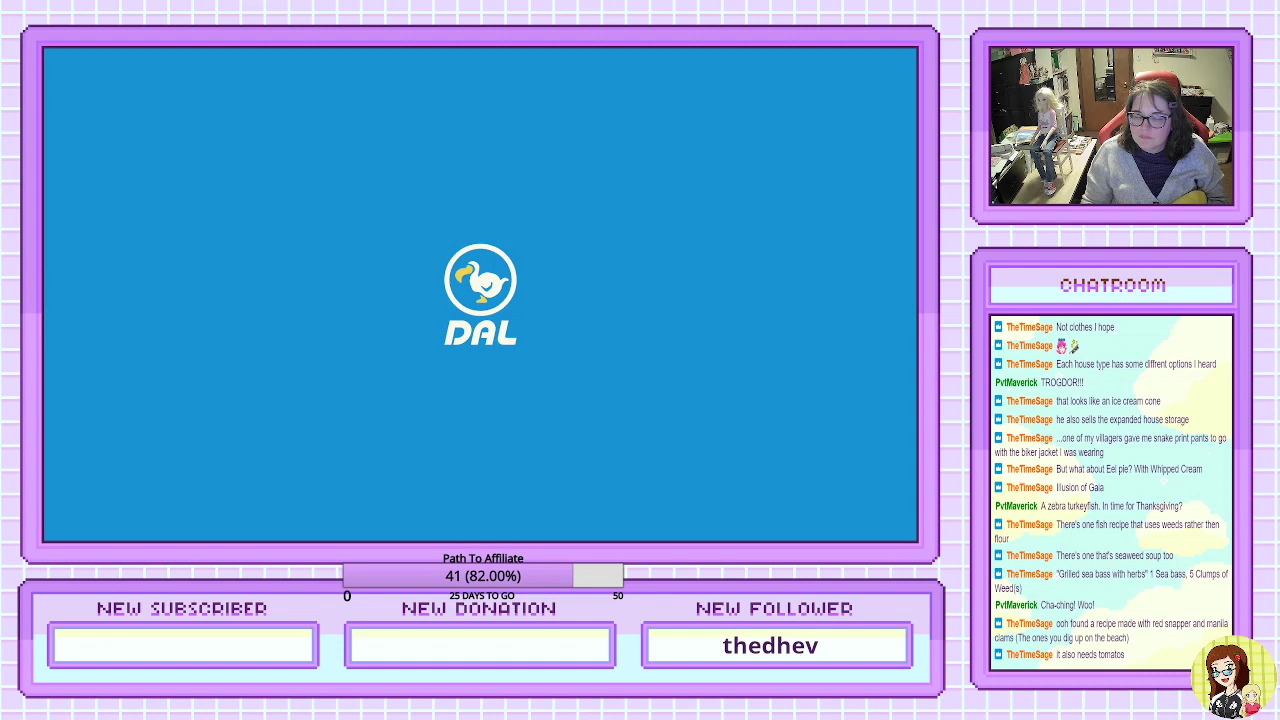 DAL
Path To Affiliate
41 (82.00%)
0
25 DAYS TO GO
50
NEW SUBSCRIBER
NEW DONATION
NEW FOLLOWER
thedhev
CHATROOM
TheTimeSage Not clothes I hope.
TheTimeSage
TheTimeSage Each house type has some diffrent options I heard
PvtMaverick TROGDOR!!!
TheTimeSage that looks like an ice cream cone
TheTimeSage he also sells the expanded house storage
TheTimeSage ...one of my villagers gave me snake print pants to go
with the biker jacket I was wearing
TheTimeSage But what about Eel pie? With Whipped Cream
TheTimeSage Illusion of Gaia
PvtMaverick A zebra turkeyfish. In time for Thanksgiving?
TheTimeSage There's one fish recipe that uses weeds rather then
flour
TheTimeSage There's one that's seaweed soup too
TheTimeSage "Grilled sea bass with herbs" 1 Sea bass, 5 Clumps of
Weed(s)
PvtMaverick Cha-ching! Woo!
TheTimeSage ooh found a recipe made with red snapper and manila
clams (The ones you dig up on the beach)
TheTimeSage it also needs tomatos